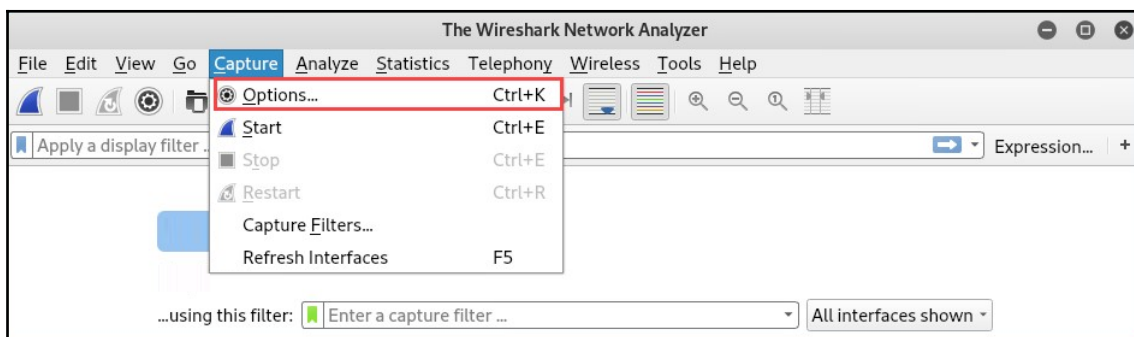 The Wireshark Network Analyzer
File Edit View Go Capture Analyze Statistics Telephony Wireless Tools Help
Options... Ctrl+K
Start Ctrl+E
Apply a display filter .. Expression... +
Stop Ctrl+E
Restart Ctrl+R
Capture Filters...
Refresh Interfaces F5
...using this filter: Enter a capture filter ... All interfaces shown